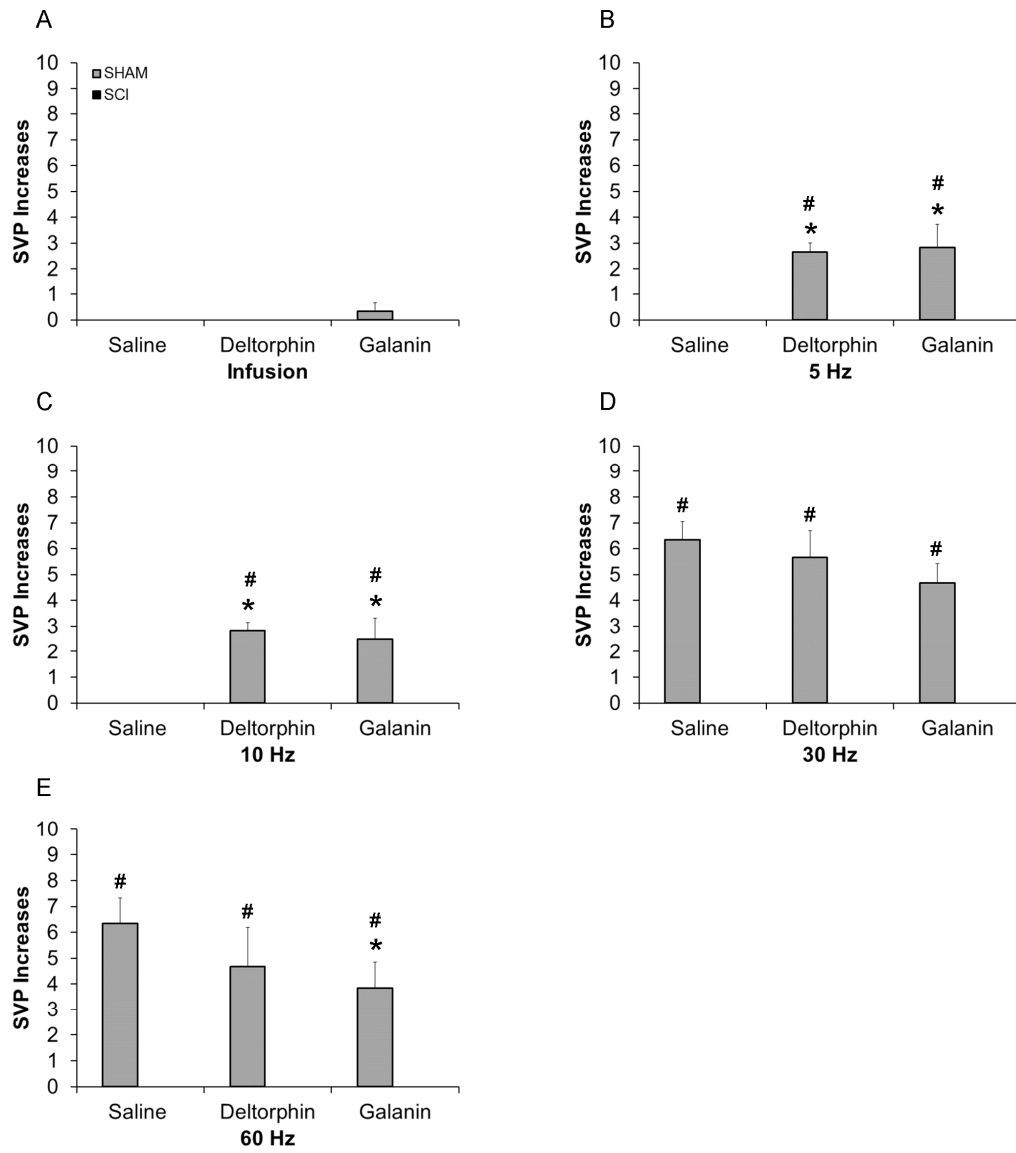 A
10
9
8
7
6
5
4
3
2
1
0
SVP Increases
SHAM
SCI
Saline Deltorphin Galanin
Infusion
B
10
9
8
7
6
5
4
3
2
1
0
SVP Increases
# #
* *
Saline Deltorphin Galanin
5 Hz
C
10
9
8
7
6
5
4
3
2
1
0
SVP Increases
# #
* *
Saline Deltorphin Galanin
10 Hz
D
10
9
8
7
6
5
4
3
2
1
0
SVP Increases
# # #
Saline Deltorphin Galanin
30 Hz
E
10
9
8
7
6
5
4
3
2
1
0
SVP Increases
# # #
*
Saline Deltorphin Galanin
60 Hz